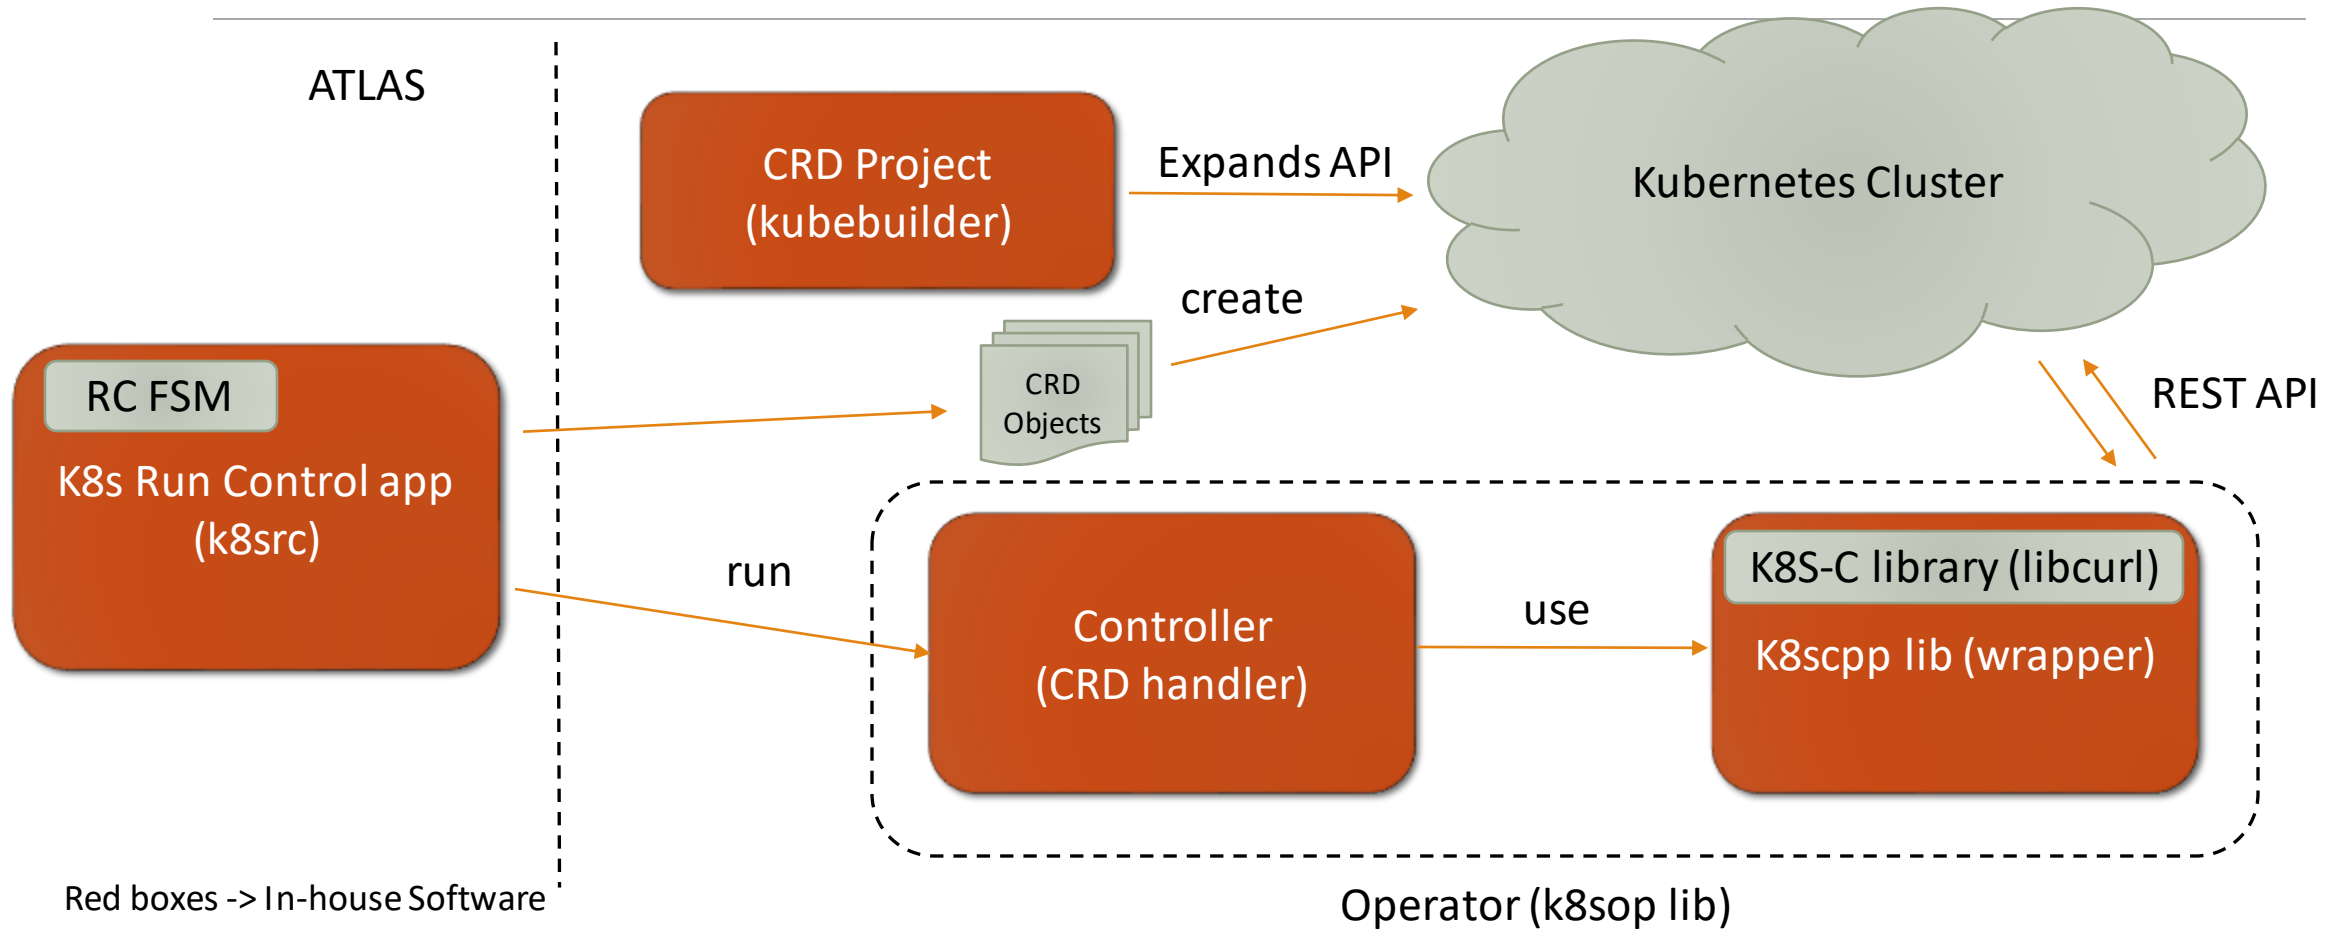 ATLAS
CRD Project
(kubebuilder)
Expands API
Kubernetes Cluster
create
RC FSM
K8s Run Control app
(k8src)
CRD
Objects
REST API
run
Controller
(CRD handler)
use
K8S-C library (libcurl)
K8scpp lib (wrapper)
Red boxes -> In-house Software
Operator (k8sop lib)